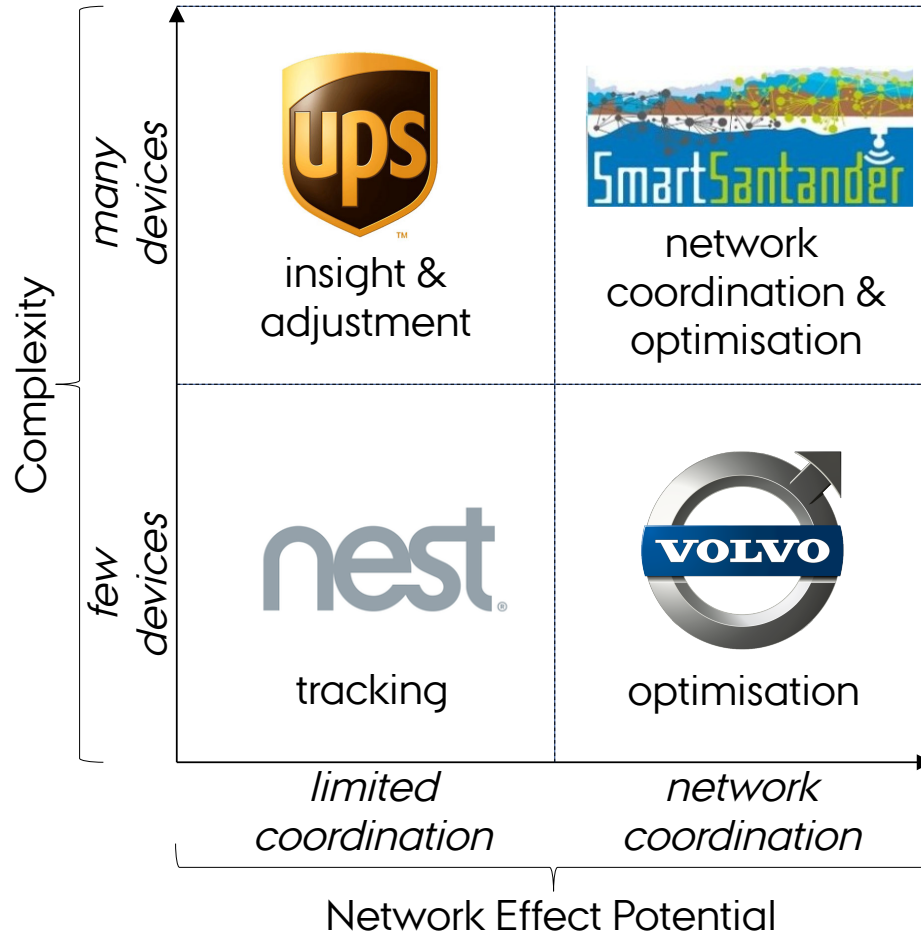 Complexity
many
devices
few
devices
ups
TM
insight &
adjustment
SmartSantander
network
coordination &
optimisation
nest®
tracking
VOLVO
optimisation
limited
coordination
network
coordination
Network Effect Potential